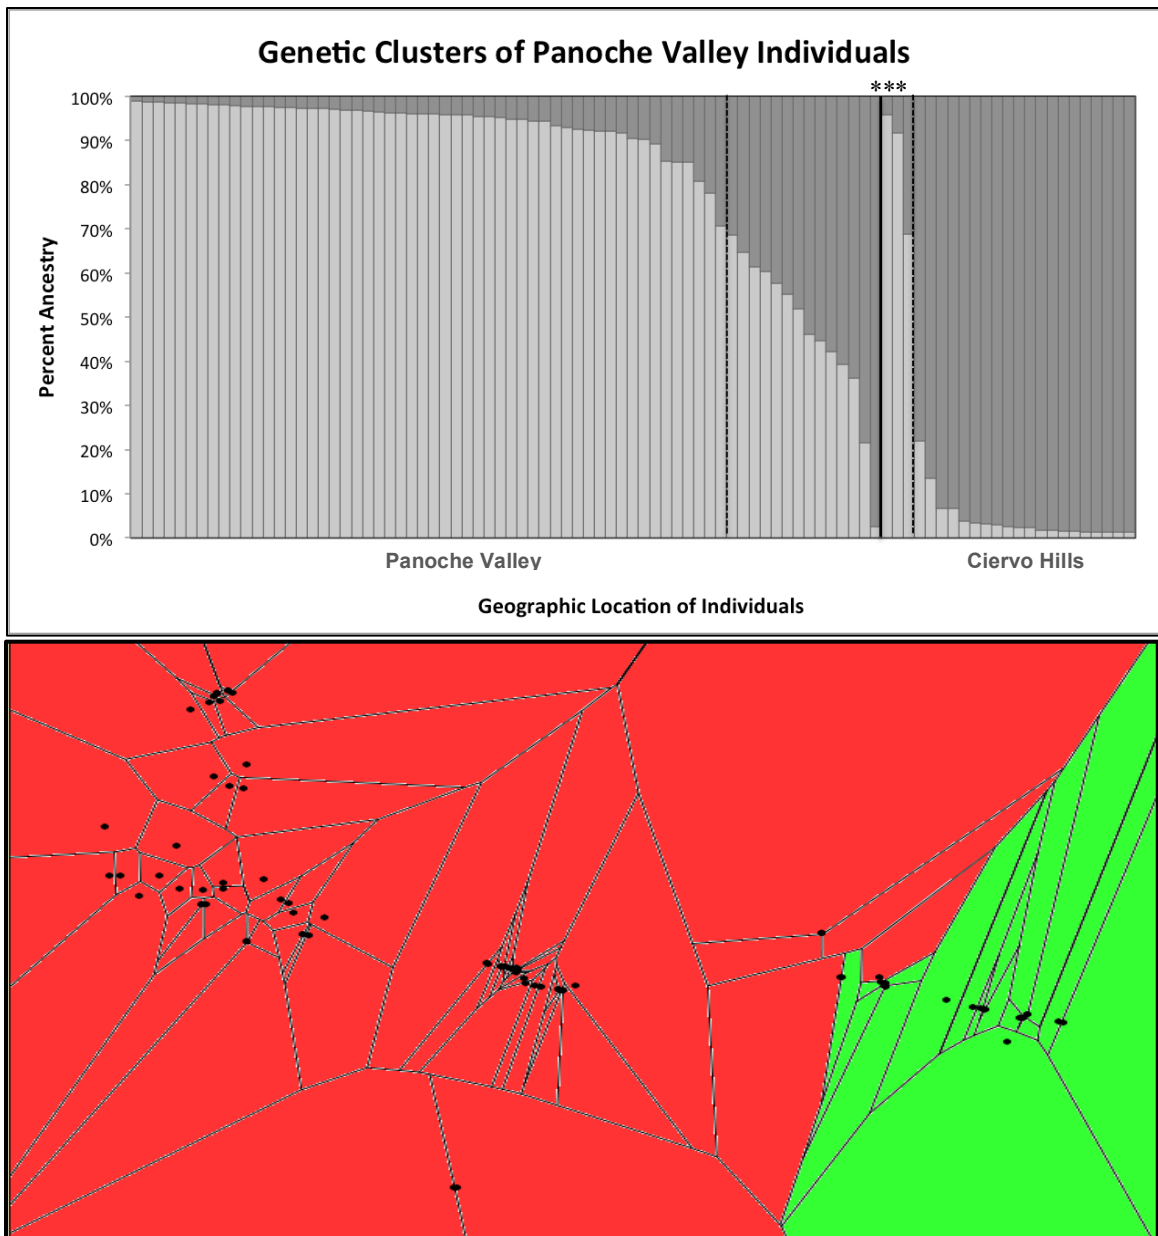 Genetic Clusters of Panoche Valley Individuals
***
100%
90%
80%
70%
60%
50%
40%
30%
20%
10%
0%
Percent Ancestry
Panoche Valley
Ciervo Hills
Geographic Location of Individuals